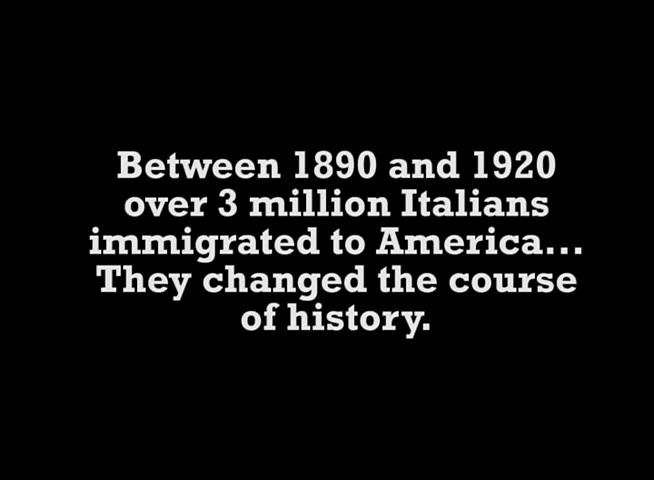 Between 1890 and 1920
over 3 million Italians
immigrated to America...
They changed the course
of history.